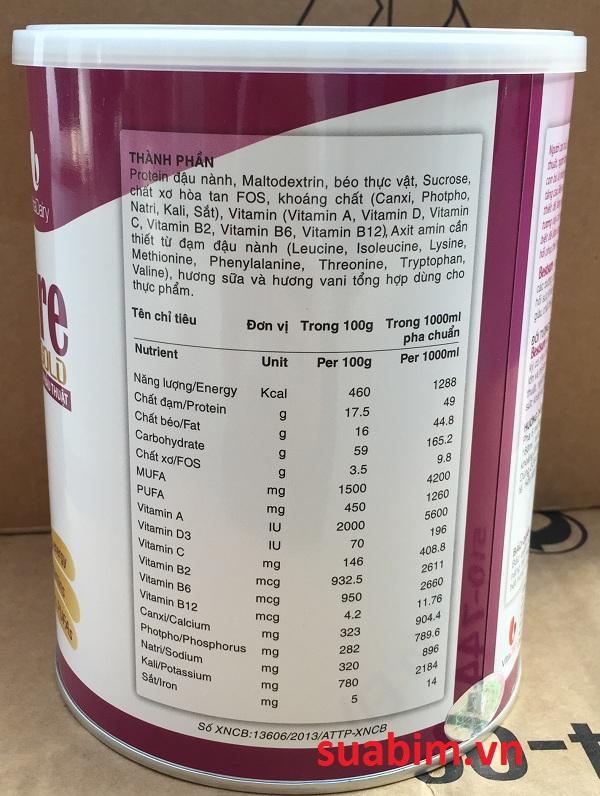 THÀNH PHẦN
Protein đậu nành, Maltodextrin, béo thực vật, Sucrose,
chất xơ hòa tan FOS, khoáng chất (Canxi, Photpho,
Natri, Kali, Sắt), Vitamin (Vitamin A, Vitamin D, Vitamin
C, Vitamin B2, Vitamin B6, Vitamin B12), Axit amin cần
thiết từ đạm đậu nành (Leucine, Isoleucine, Lysine,
Methionine, Phenylalanine, Threonine, Tryptophan,
Valine), hương sữa và hương vani tổng hợp dùng cho
thực phẩm.
Tên chỉ tiêu Đơn vị Trong 100g Trong 1000ml
pha chuẩn
Nutrient Unit Per 100g Per 1000ml
Năng lượng/Energy Kcal 460 1288
Chất đạm/Protein g 17.5 49
Chất béo/Fat g 16 44.8
Carbohydrate g 59 165.2
Chất xơ/FOS g 3.5 9.8
MUFA mg 1500 4200
PUFA mg 450 1260
Vitamin A IU 2000 5600
Vitamin D3 IU 70 196
Vitamin C mg 146 408.8
Vitamin B2 mcg 932.5 2611
Vitamin B6 mcg 950 2660
Vitamin B12 mcg 4.2 11.76
Canxi/Calcium mg 323 904.4
Photpho/Phosphorus mg 282 789.6
Natri/Sodium mg 320 896
Kali/Potassium mg 780 2184
Sắt/Iron mg 5 14
Số XNCB:13606/2013/ATTP-XNCB
suabim.vn
re
OLD
THUẬT